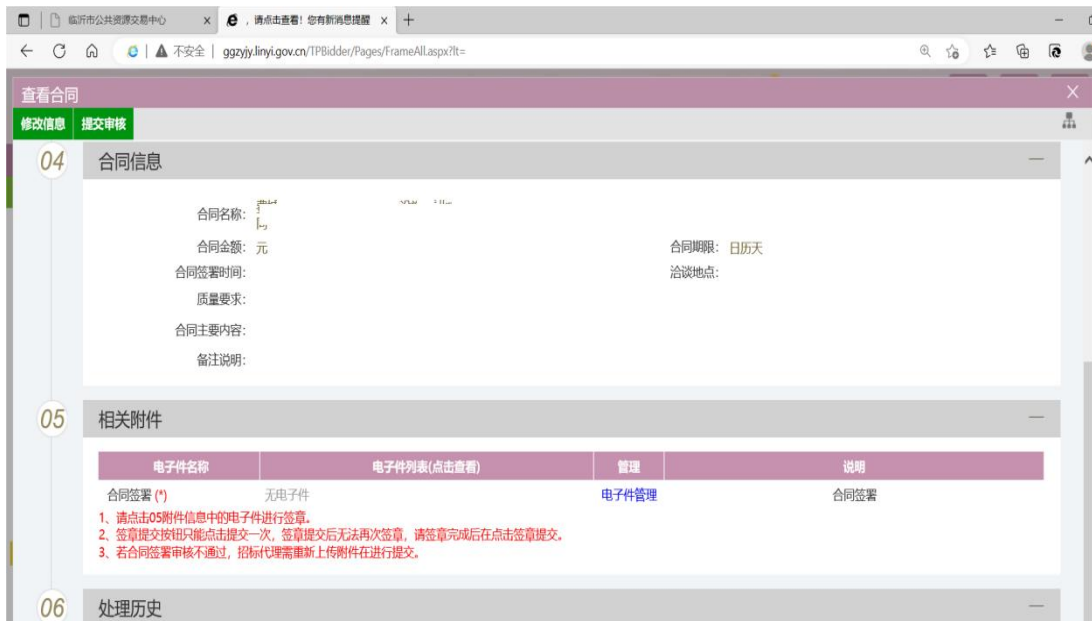 临沂市公共资源交易中心
，请点击查看！您有新消息提醒
不安全 | ggzyjy.linyi.gov.cn/TPBidder/Pages/FrameAll.aspx?lt=
查看合同
修改信息 提交审核
04 合同信息
合同名称：
合同金额： 元 合同期限： 日历天
合同签署时间： 洽谈地点：
质量要求：
合同主要内容：
备注说明：
05 相关附件
电子件名称 电子件列表(点击查看) 管理 说明
合同签署 (*) 无电子件 电子件管理 合同签署
1、请点击05附件信息中的电子件进行签章。
2、签章提交按钮只能点击提交一次，签章提交后无法再次签章，请签章完成后在点击签章提交。
3、若合同签署审核不通过，招标代理需重新上传附件在进行提交。
06 处理历史